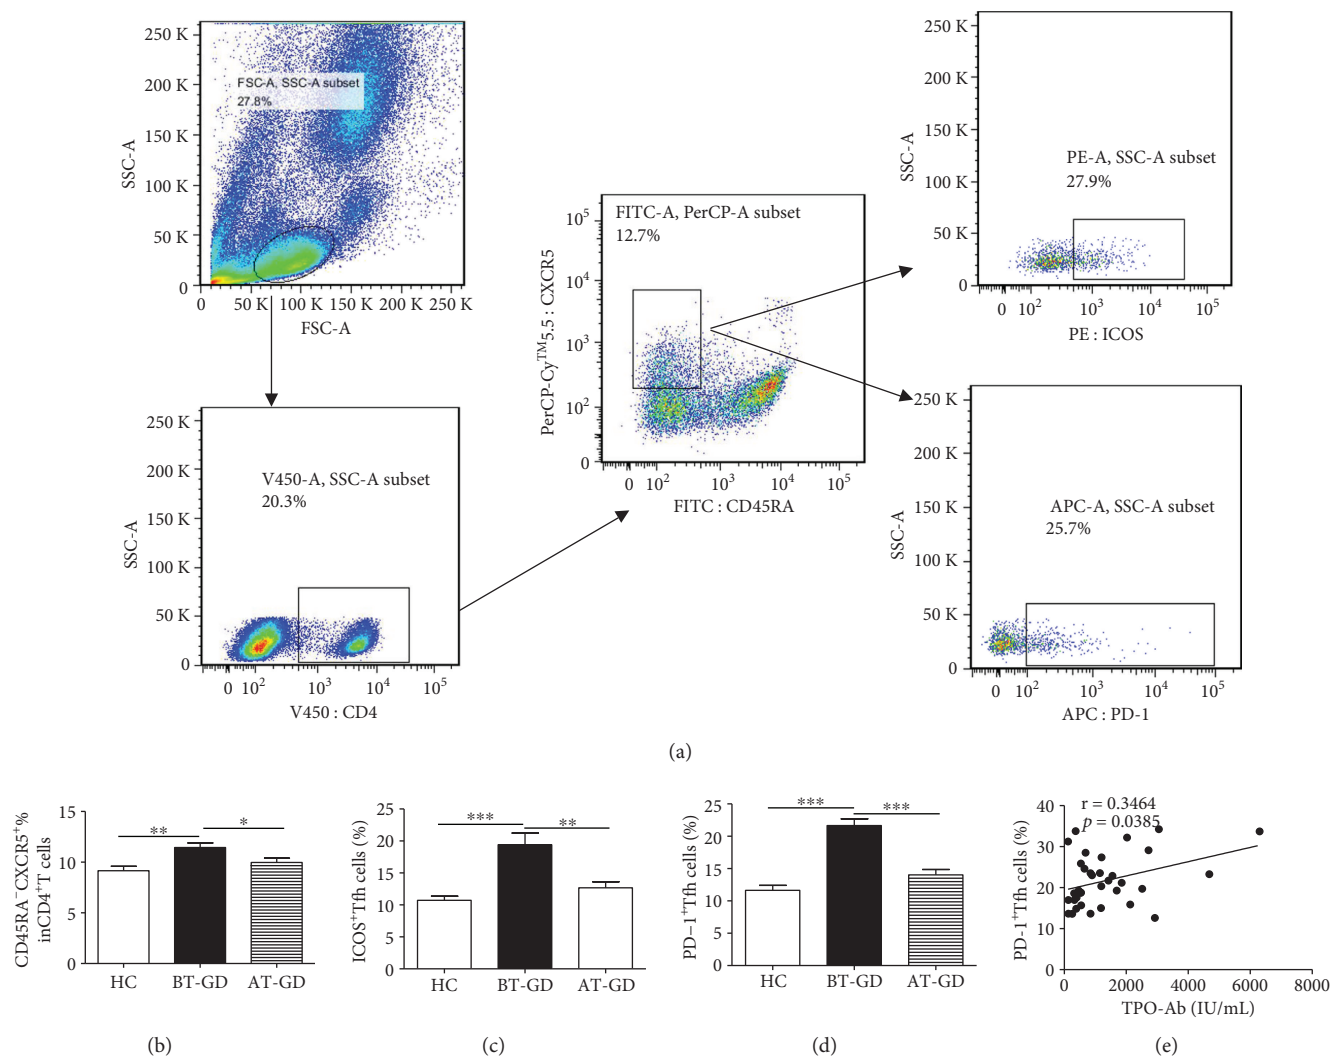 250 K
200 K
150 K
100 K
50 K
0
SSC-A
FSC-A, SSC-A subset
27.8%
0 50 K 100 K 150 K 200 K 250 K
FSC-A
250 K
200 K
150 K
100 K
50 K
0
SSC-A
V450-A, SSC-A subset
20.3%
0 10² 10³ 10⁴ 10⁵
V450 : CD4
10⁵
10⁴
10³
10²
0
PerCP-Cy™5.5 : CXCR5
FITC-A, PerCP-A subset
12.7%
0 10² 10³ 10⁴ 10⁵
FITC : CD45RA
250 K
200 K
150 K
100 K
50 K
0
SSC-A
PE-A, SSC-A subset
27.9%
0 10² 10³ 10⁴ 10⁵
PE : ICOS
250 K
200 K
150 K
100 K
50 K
0
SSC-A
APC-A, SSC-A subset
25.7%
0 10² 10³ 10⁴ 10⁵
APC : PD-1
(a)
15
10
5
0
CD45RA⁻CXCR5⁺%
inCD4⁺T cells
**
*
HC BT-GD AT-GD
(b)
25
20
15
10
5
0
ICOS⁺Tfh cells (%)
***
**
HC BT-GD AT-GD
(c)
25
20
15
10
5
0
PD−1⁺Tfh cells (%)
***
***
HC BT-GD AT-GD
(d)
40
30
20
10
0
PD-1⁺Tfh cells (%)
r = 0.3464
p = 0.0385
0 2000 4000 6000 8000
TPO-Ab (IU/mL)
(e)